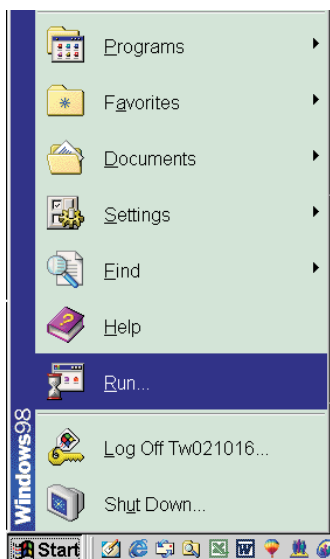 Programs
Favorites
Documents
Settings
Find
Help
Run...
Log Off Tw021016...
Shut Down...
Windows98
Start